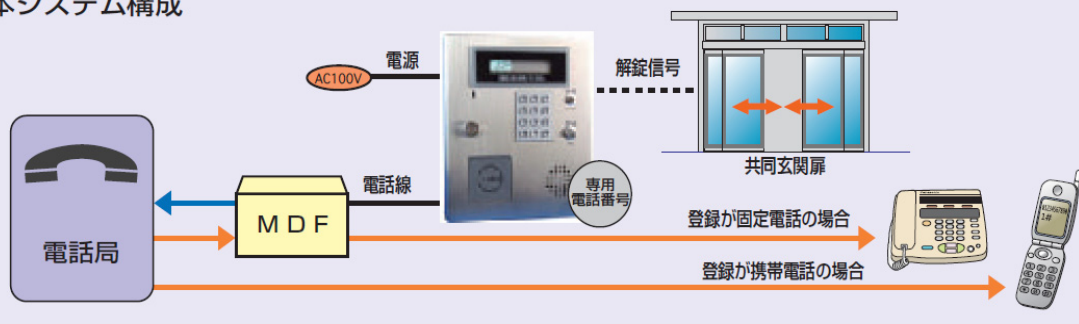 本システム構成
電源
AC100V
解錠信号
共同玄関扉
電話線
専用
電話番号
MDF
電話局
登録が固定電話の場合
登録が携帯電話の場合